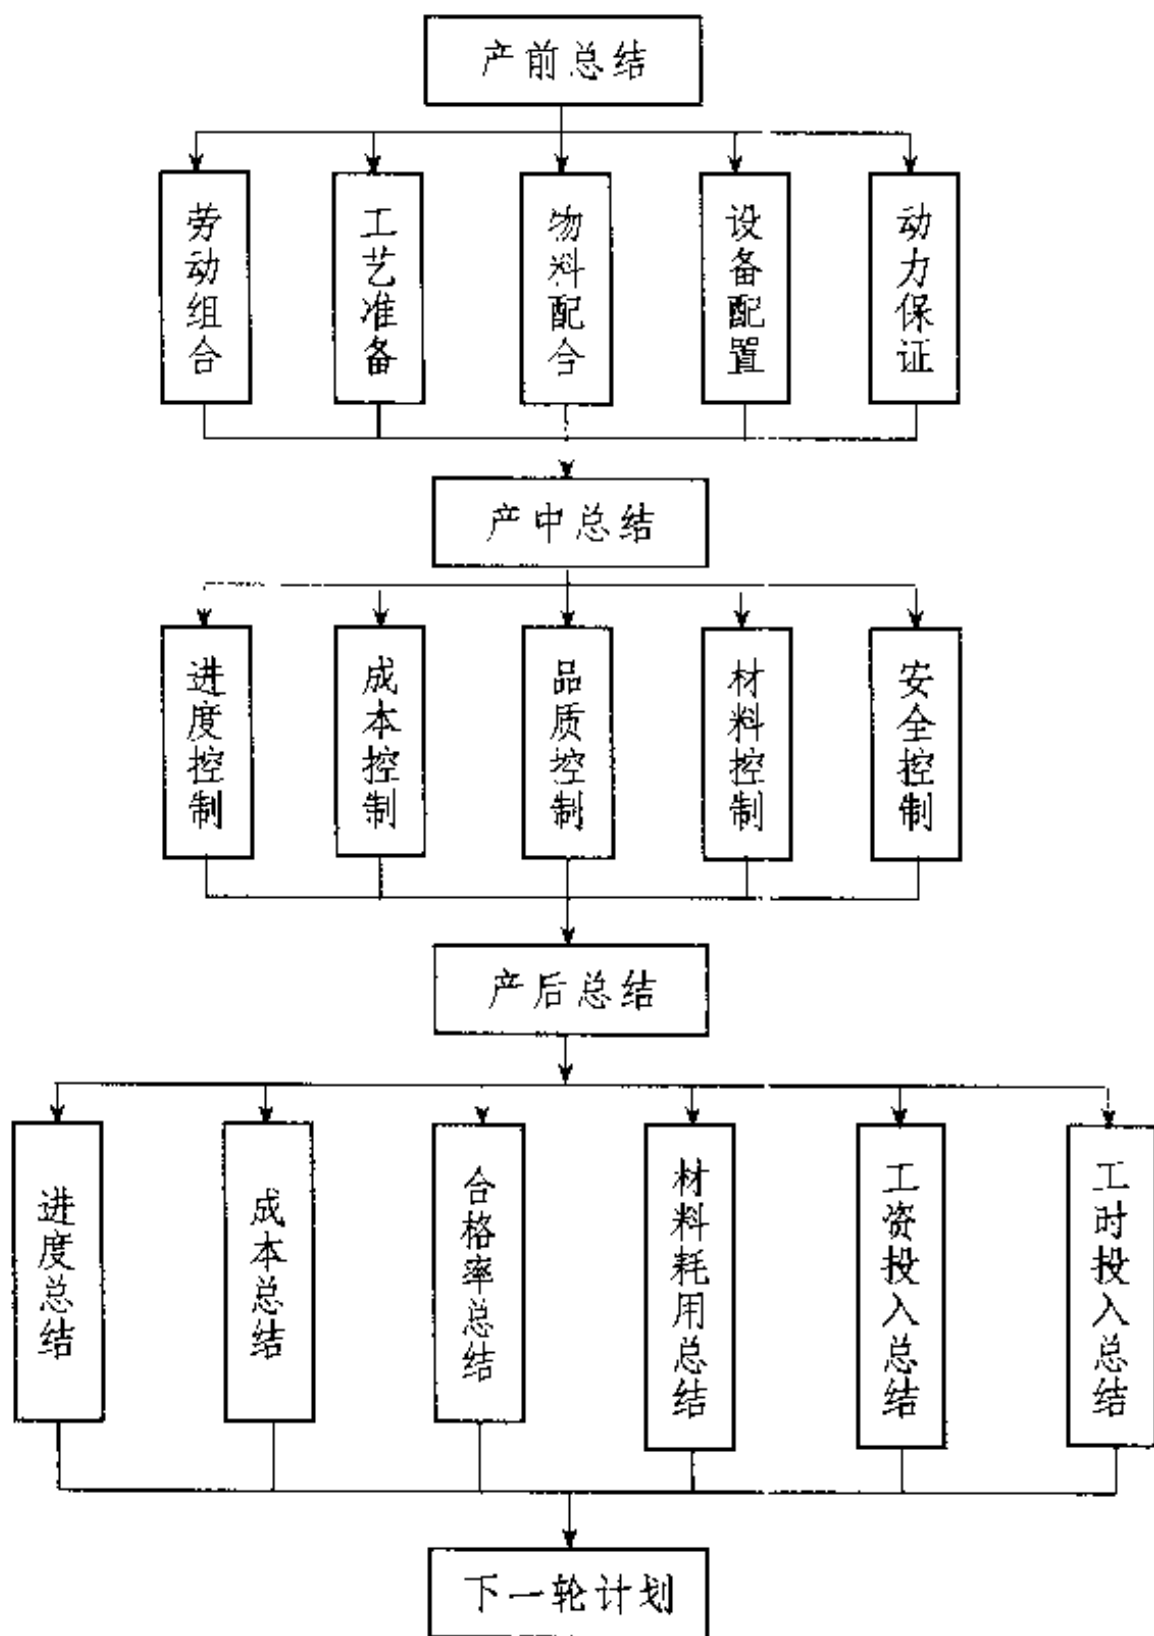 产前总结
劳动组合
工艺准备
物料配合
设备配置
动力保证
产中总结
进度控制
成本控制
品质控制
材料控制
安全控制
产后总结
进度总结
成本总结
合格率总结
材料耗用总结
工资投入总结
工时投入总结
下一轮计划